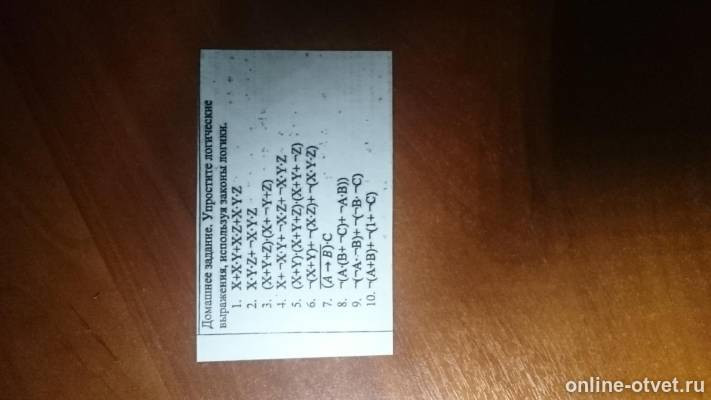 Домашнее задание. Упростите логические
выражения, используя законы логики.
1. X+X·Y+X·Z+X·Y·Z
2. X·Y·Z+¬X·Y·Z
3. (X+Y+Z)·(X+¬Y+Z)
4. X+¬X·Y+¬X·Z+¬X·Y·Z
5. (X+Y)·(X+Y+Z)·(X+Y+¬Z)
6. ¬(X+Y)+¬(X·Z)+¬(X·Y·Z)
7. (A → B)·C
8. ¬(A·(B+¬C)+¬A·B))
9. ¬(¬A·¬B)+¬(¬B·¬C)
10. ¬(A+B)+¬(1+¬C)
online-otvet.ru